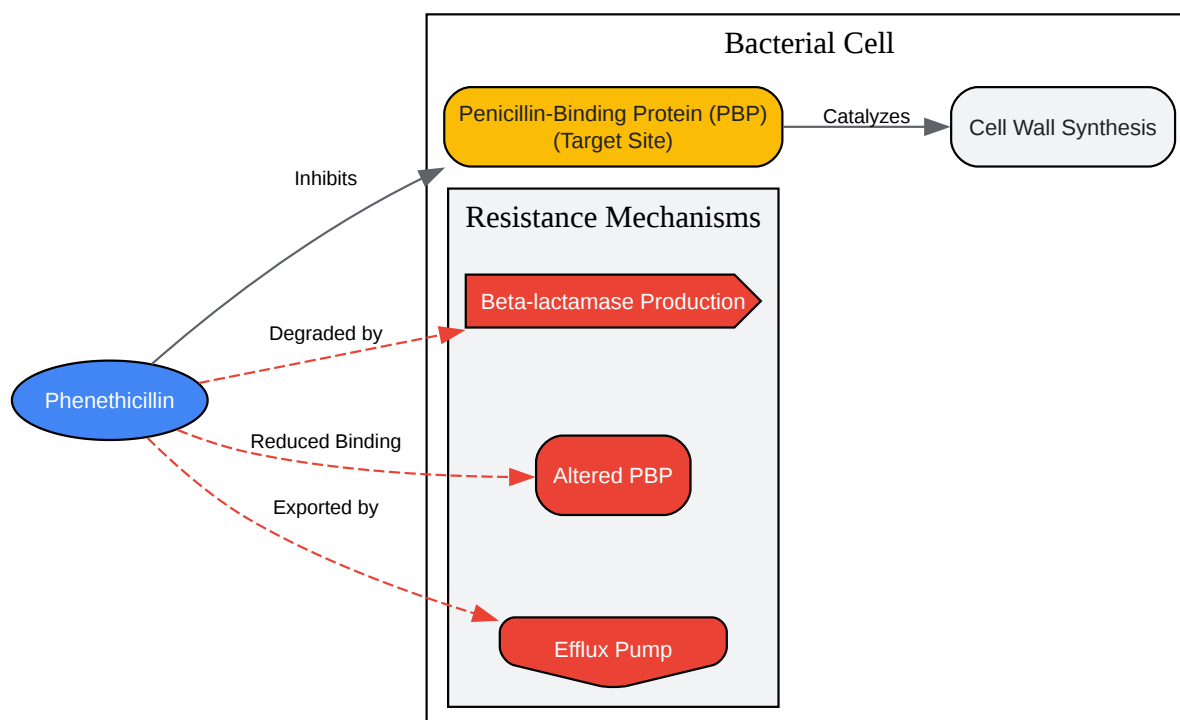 Bacterial Cell
Penicillin-Binding Protein (PBP)
(Target Site)
Catalyzes
Cell Wall Synthesis
Inhibits
Resistance Mechanisms
Beta-lactamase Production
Degraded by
Phenethicillin
Reduced Binding
Altered PBP
Exported by
Efflux Pump